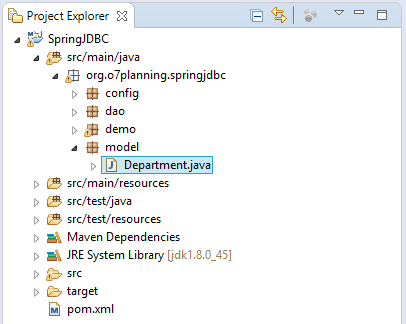 Project Explorer
SpringJDBC
src/main/java
org.o7planning.springjdbc
config
dao
demo
model
Department.java
src/main/resources
src/test/java
src/test/resources
Maven Dependencies
JRE System Library [jdk1.8.0_45]
src
target
pom.xml